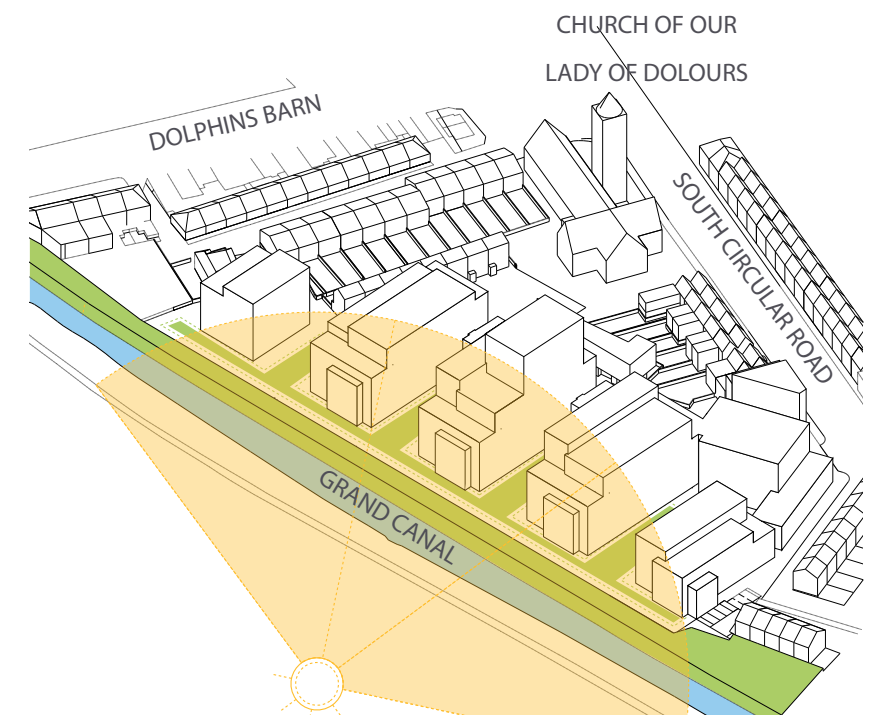 CHURCH OF OUR
LADY OF DOLOURS
DOLPHINS BARN
SOUTH CIRCULAR ROAD
GRAND CANAL